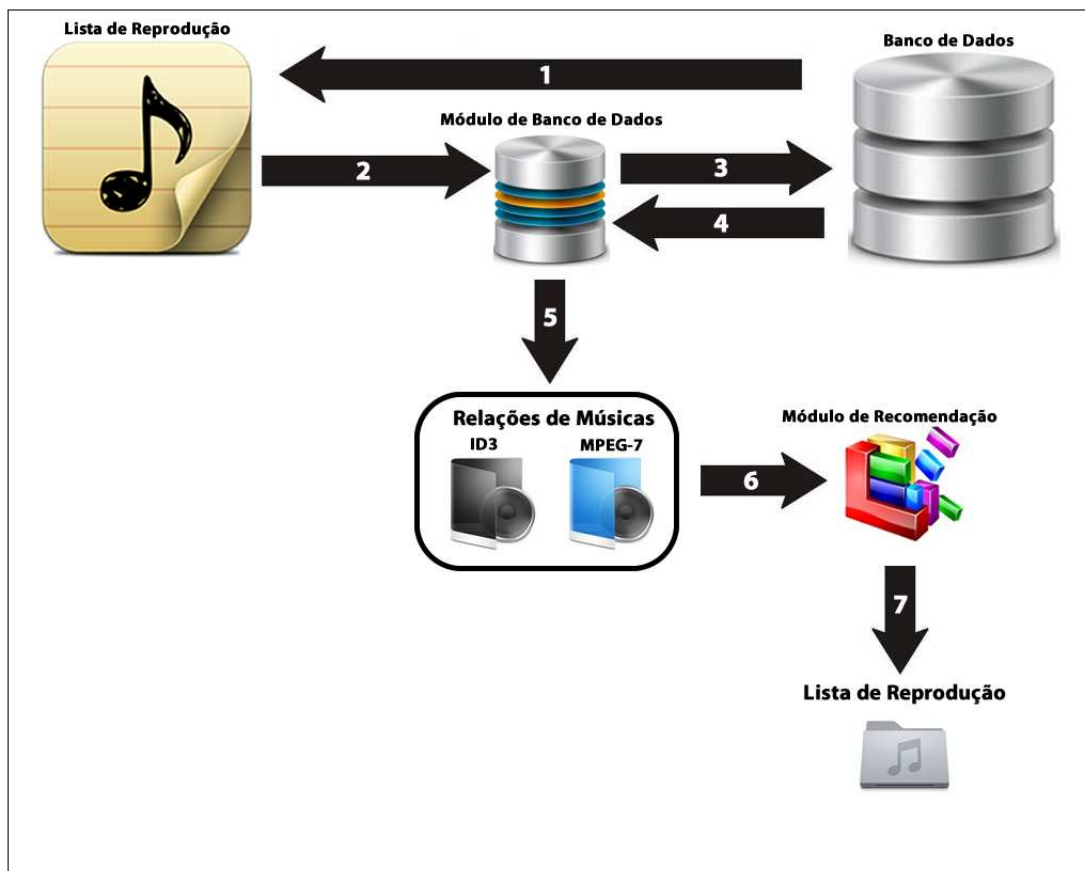 Lista de Reprodução
Banco de Dados
1
Módulo de Banco de Dados
2
3
4
5
Relações de Músicas
ID3
MPEG-7
Módulo de Recomendação
6
7
Lista de Reprodução